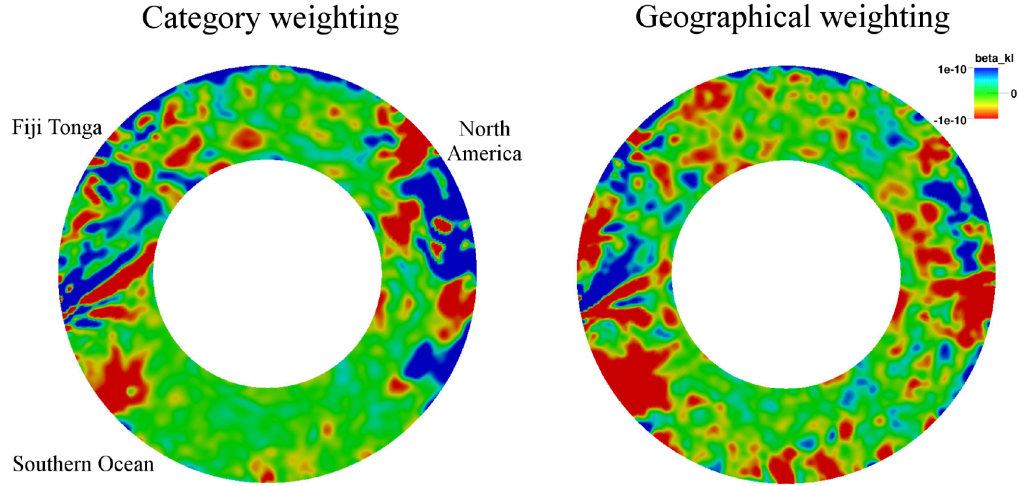 Category weighting
Geographical weighting
beta_kl
1e-10
0
-1e-10
Fiji Tonga
North
America
Southern Ocean